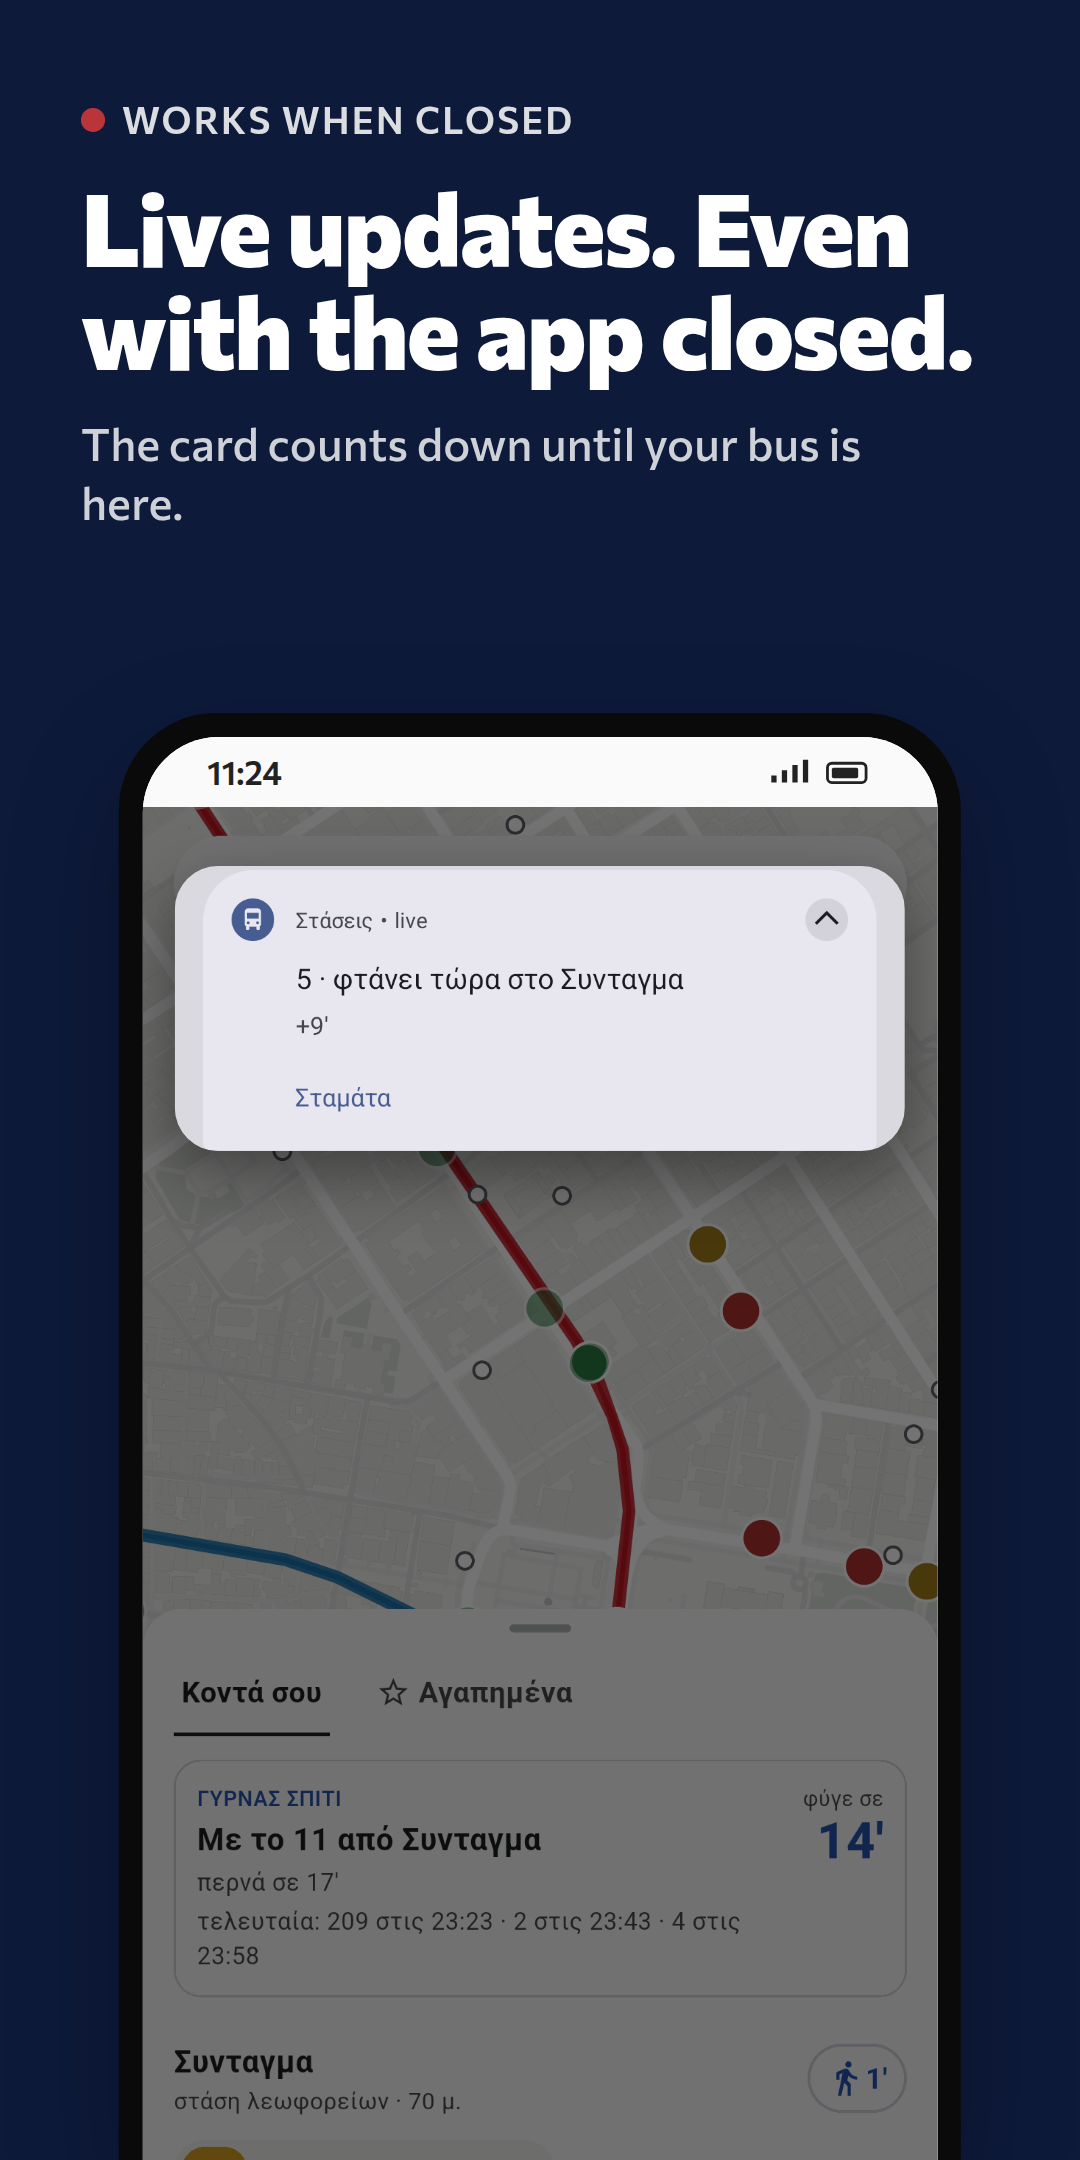 WORKS WHEN CLOSED
Live updates. Even
with the app closed.
The card counts down until your bus is
here.
11:24
Στάσεις • live
5 · φτάνει τώρα στο Συνταγμα
+9'
Σταμάτα
Κοντά σου
Αγαπημένα
ΓΥΡΝΑΣ ΣΠΙΤΙ
φύγε σε
Με το 11 από Συνταγμα
14'
περνά σε 17'
τελευταία: 209 στις 23:23 · 2 στις 23:43 · 4 στις
23:58
Συνταγμα
1'
στάση λεωφορείων · 70 μ.